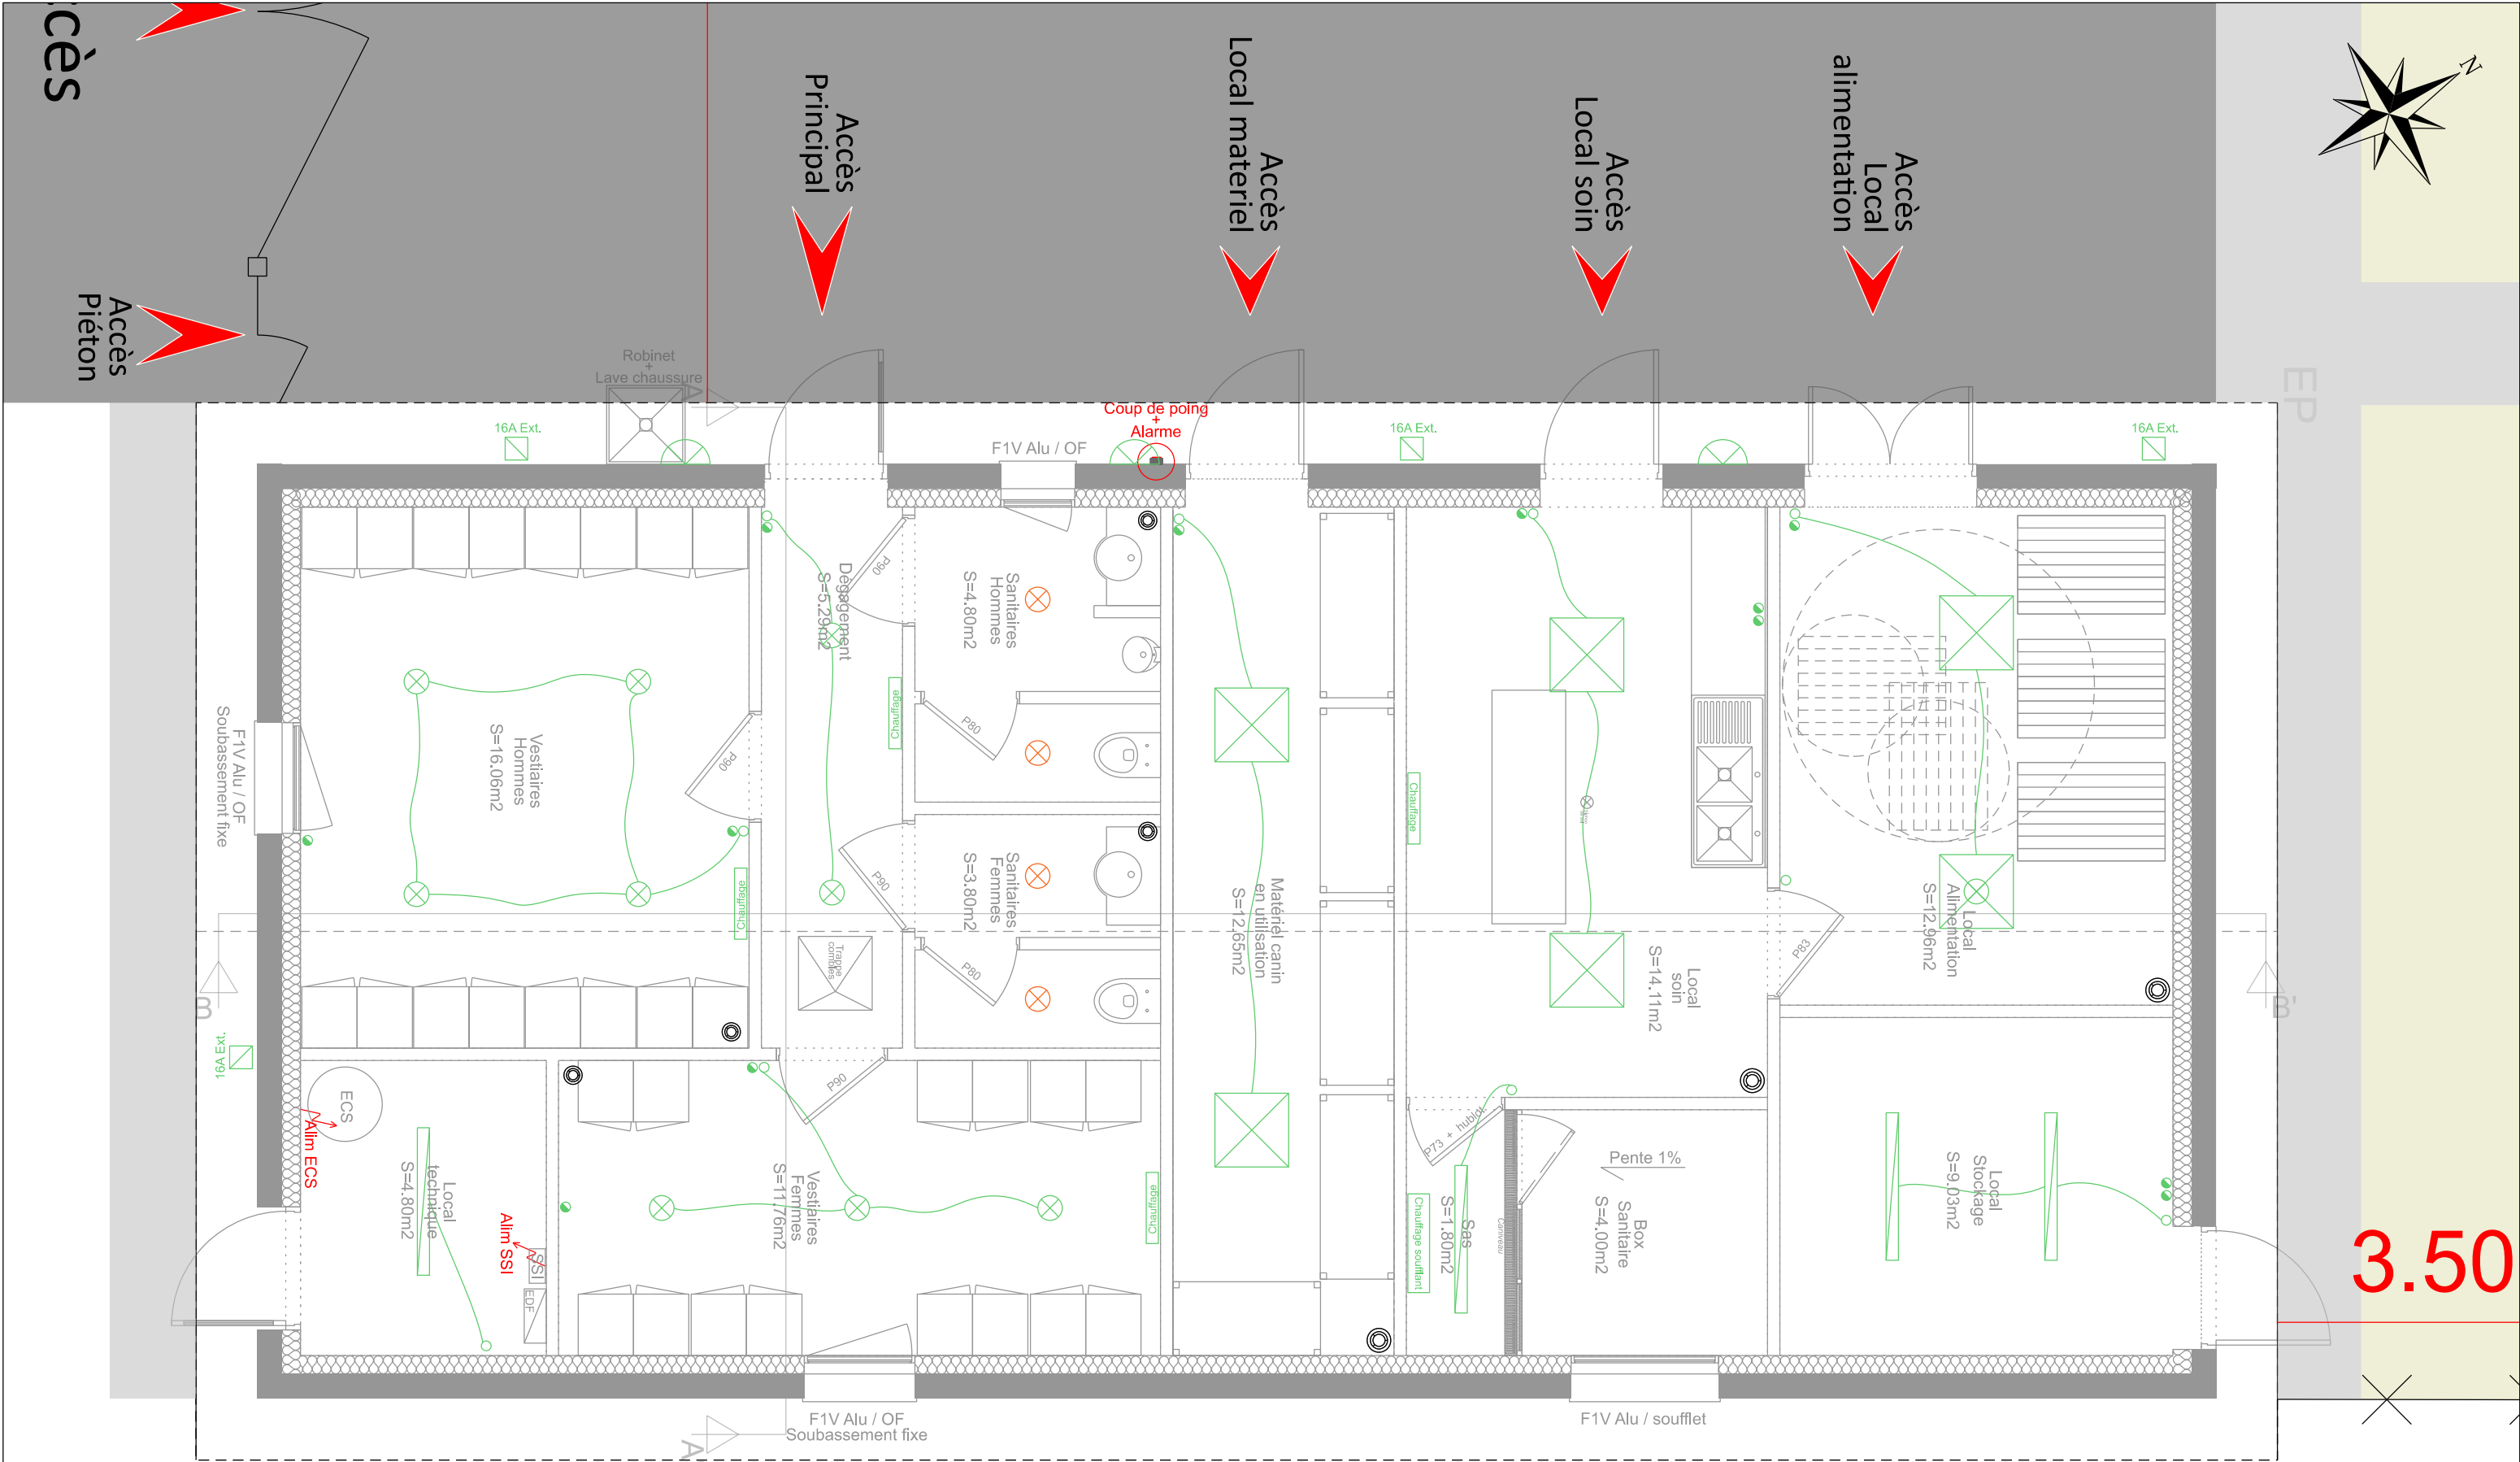 ccès
Accès
Piéton
Accès
Principal
Accès
Local materiel
Accès
Local soin
Accès
Local
alimentation
N
EP
Robinet
+
Lave chaussure
A
16A Ext.
F1V Alu / OF
Coup de poing
+
Alarme
16A Ext.
16A Ext.
Dégagement
S=5.29m2
P90
Sanitaires
Hommes
S=4.80m2
P80
Chauffage
Vestiaires
Hommes
S=16.06m2
P90
F1V Alu / OF
Soubassement fixe
Chauffage
P90
Sanitaires
Femmes
S=3.80m2
P80
Trappe
combles
Matériel canin
en utilisation
S=12.65m2
Chauffage
Local
soin
S=14.11m2
P83
Local
Alimentation
S=12.96m2
B
B'
16A Ext.
ECS
Alim ECS
Local
technique
S=4.80m2
Alim SSI
SSI
EDF
P90
Vestiaires
Femmes
S=11.76m2
Chauffage
P73 + hublot
Chauffage soufflant
Sas
S=1.80m2
Caniveau
Pente 1%
Box
Sanitaire
S=4.00m2
Local
Stockage
S=9.03m2
3.50
F1V Alu / OF
Soubassement fixe
F1V Alu / soufflet
A